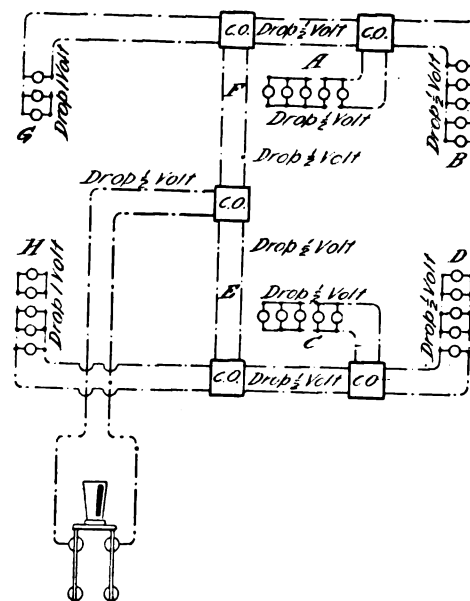 C.O. Drop ½ Volt C.O.
A
F
Drop ½ Volt
G
Drop 1 Volt
Drop ½ Volt
B
Drop ½ Volt
Drop ½ Volt
C.O.
H
Drop 1 Volt
Drop ½ Volt
D
Drop ½ Volt
E
Drop ½ Volt
C
C.O. Drop ½ Volt C.O.